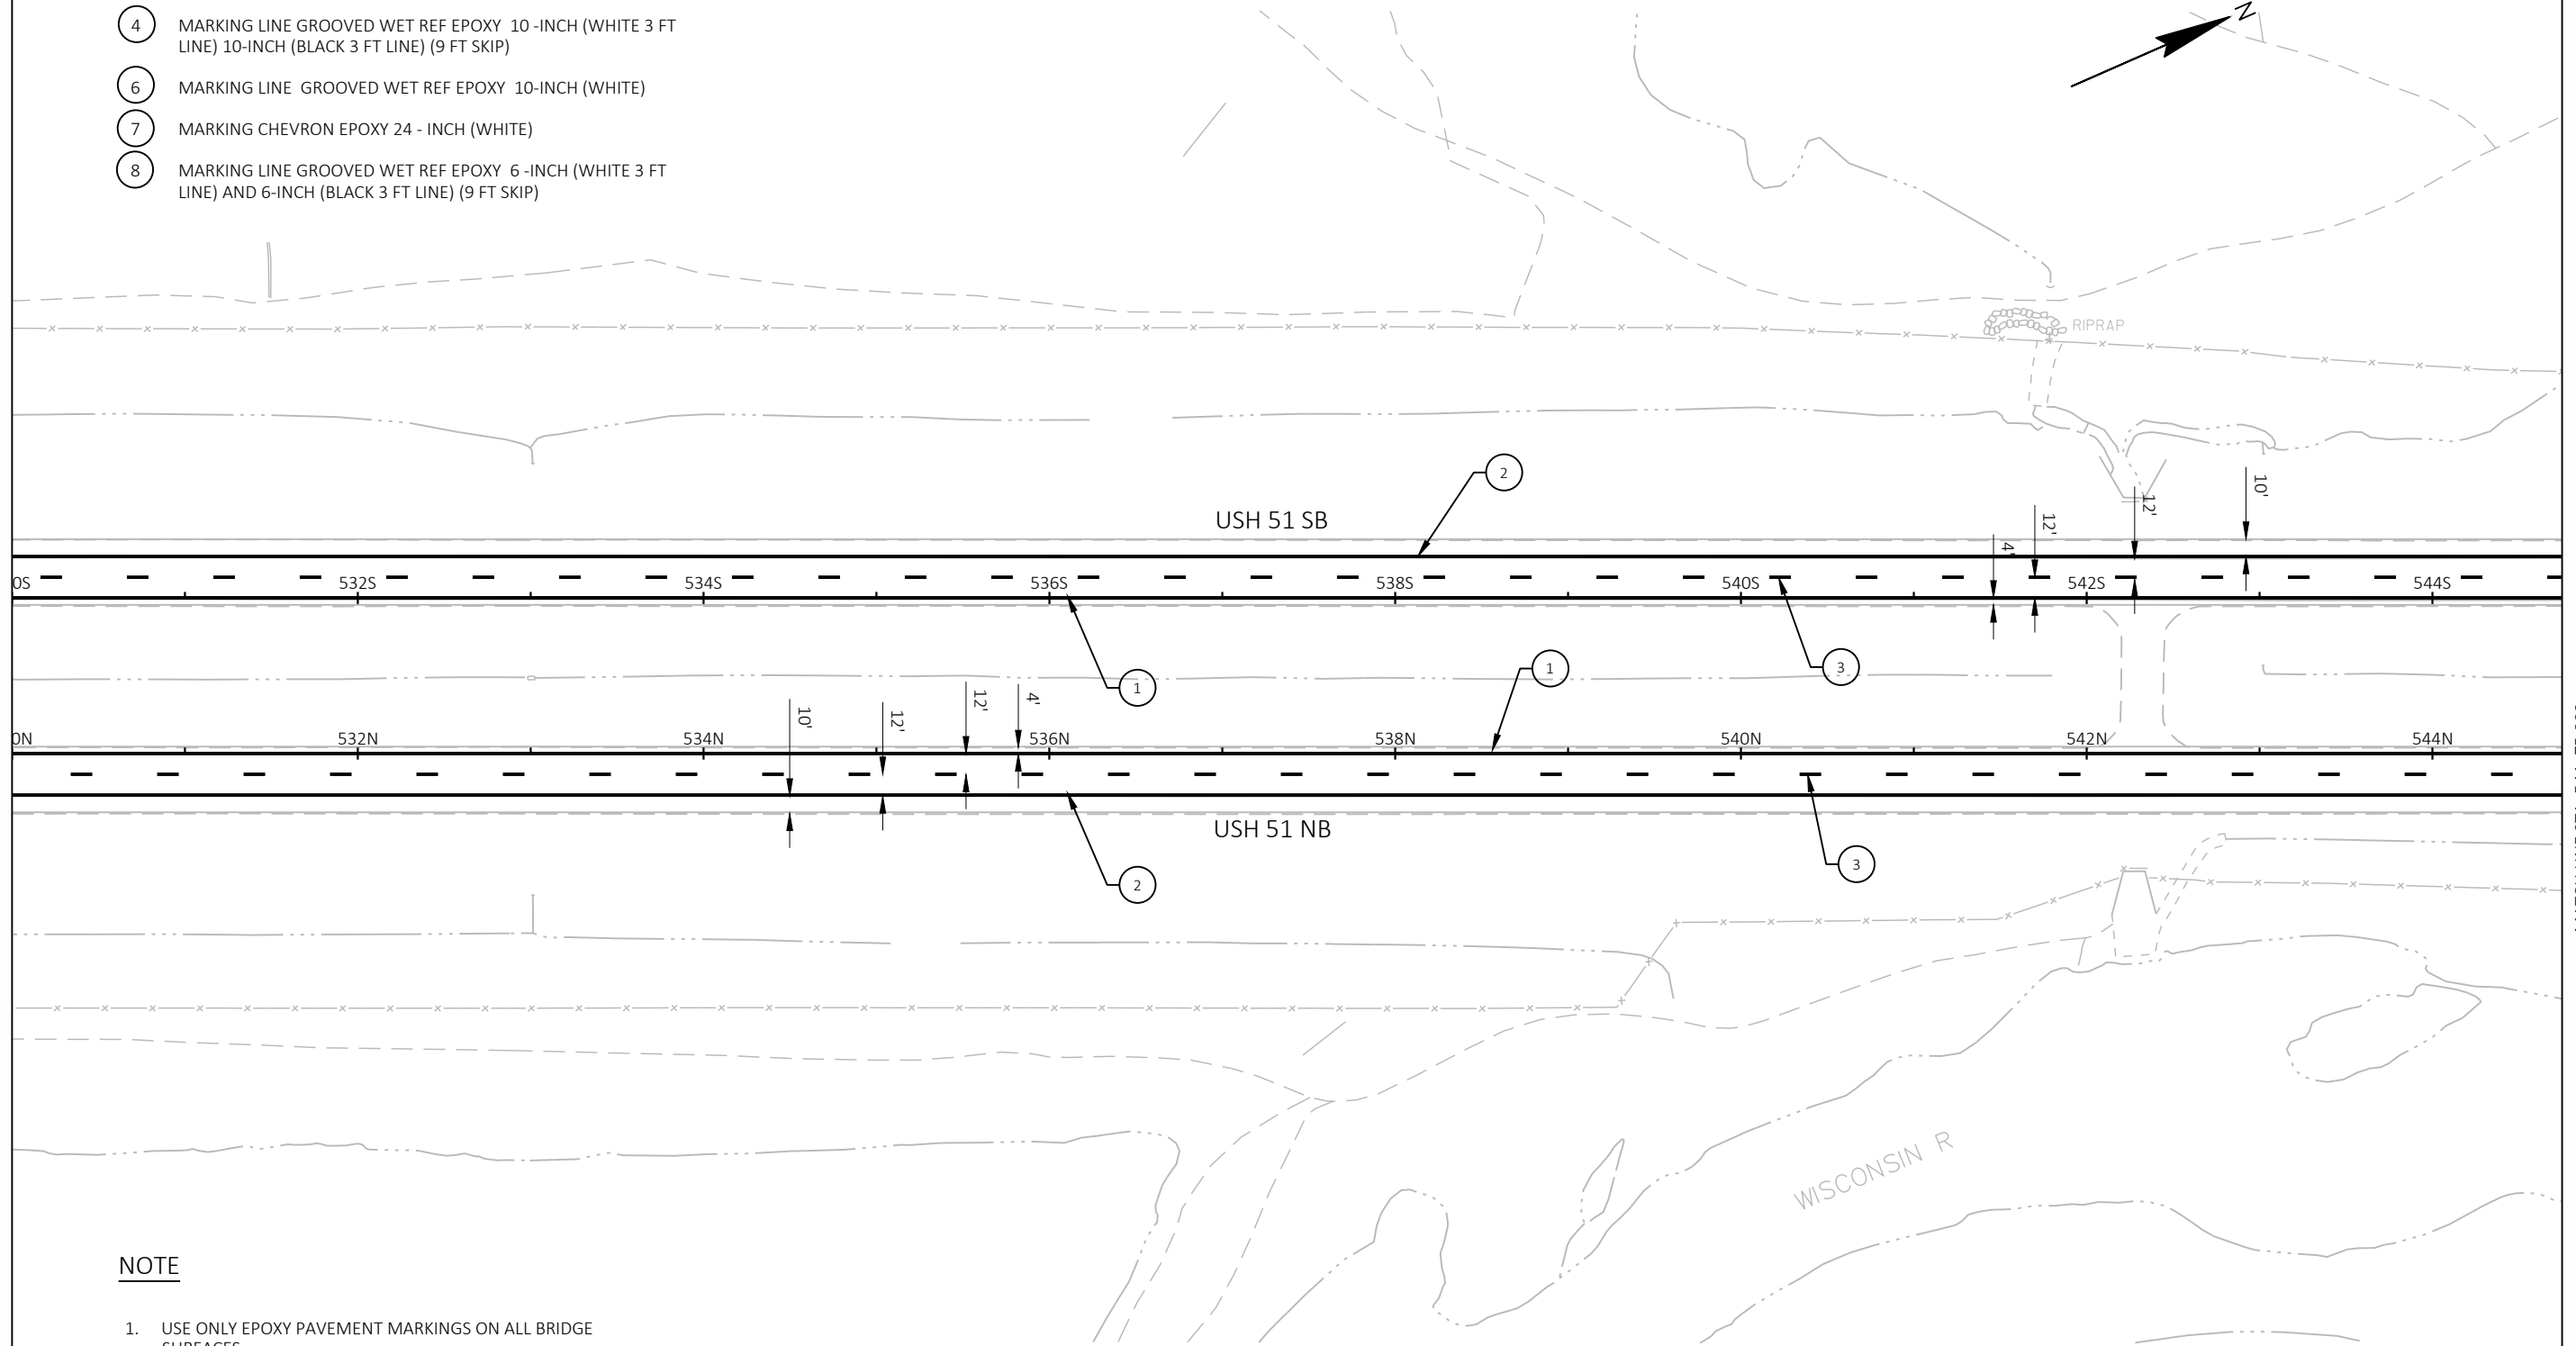 4 MARKING LINE GROOVED WET REF EPOXY 10 -INCH (WHITE 3 FT
LINE) 10-INCH (BLACK 3 FT LINE) (9 FT SKIP)
6 MARKING LINE GROOVED WET REF EPOXY 10-INCH (WHITE)
7 MARKING CHEVRON EPOXY 24 - INCH (WHITE)
8 MARKING LINE GROOVED WET REF EPOXY 6 -INCH (WHITE 3 FT
LINE) AND 6-INCH (BLACK 3 FT LINE) (9 FT SKIP)
N
RIPRAP
2
10'
12'
12'
4'
USH 51 SB
0S 532S 534S 536S 538S 540S 542S 544S
1
1
3
10'
12'
12'
4'
0N 532N 534N 536N 538N 540N 542N 544N
USH 51 NB
2
3
WISCONSIN R
NOTE
1. USE ONLY EPOXY PAVEMENT MARKINGS ON ALL BRIDGE
SURFACES